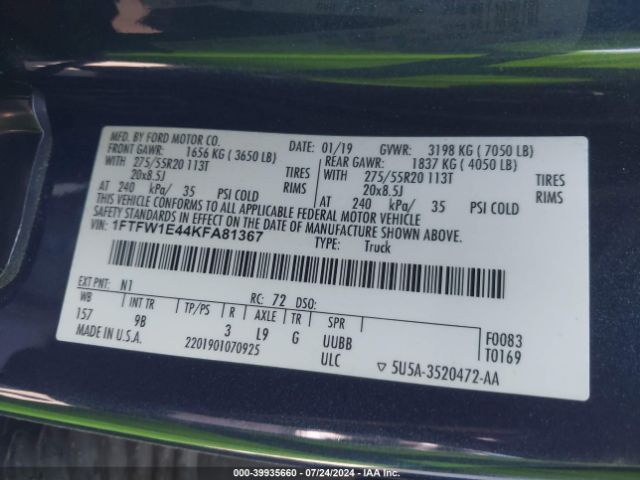 MFD. BY FORD MOTOR CO.
DATE: 01/19 GVWR: 3198 KG ( 7050 LB)
FRONT GAWR: 1656 KG ( 3650 LB) REAR GAWR: 1837 KG ( 4050 LB)
WITH 275/55R20 113T TIRES WITH 275/55R20 113T TIRES
20x8.5J RIMS 20x8.5J RIMS
AT 240 kPa/ 35 PSI COLD AT 240 kPa/ 35 PSI COLD
THIS VEHICLE CONFORMS TO ALL APPLICABLE FEDERAL MOTOR VEHICLE
SAFETY STANDARDS IN EFFECT ON THE DATE OF MANUFACTURE SHOWN ABOVE.
VIN: 1FTFW1E44KFA81367
TYPE: Truck
EXT PNT: N1 RC: 72 DSO:
WB INT TR TP/PS R AXLE TR SPR
157 9B 3 L9 G UUBB
F0083
T0169
MADE IN U.S.A. 2201901070925 ULC
▽ 5U5A-3520472-AA
000-39935660 - 07/24/2024 - IAA Inc.